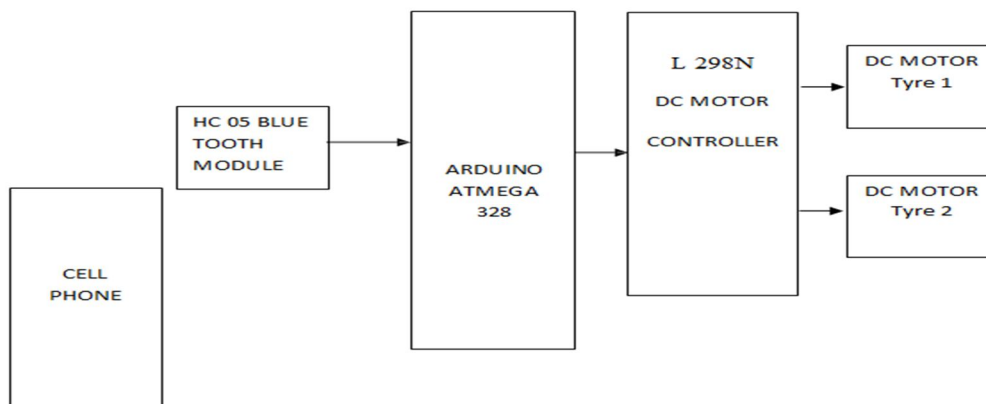 CELL
PHONE
HC 05 BLUE
TOOTH
MODULE
ARDUINO
ATMEGA
328
L 298N
DC MOTOR
CONTROLLER
DC MOTOR
Tyre 1
DC MOTOR
Tyre 2